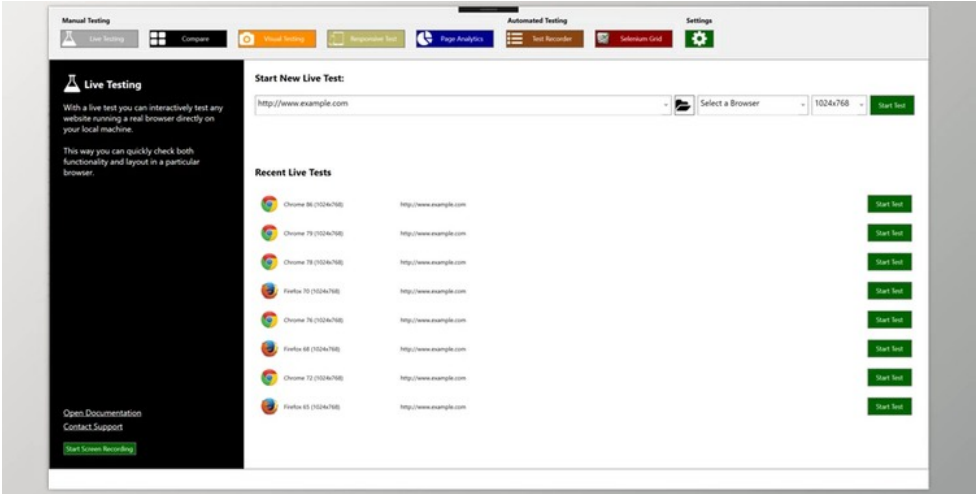 Manual Testing
Automated Testing
Settings
Live Testing
Compare
Visual Testing
Responsive Test
Page Analytics
Test Recorder
Selenium Grid
Live Testing
With a live test you can interactively test any
website running a real browser directly on
your local machine.
This way you can quickly check both
functionality and layout in a particular
browser.
Open Documentation
Contact Support
Start Screen Recording
Start New Live Test:
http://www.example.com
Select a Browser
1024x768
Start Test
Recent Live Tests
Chrome 86 (1024x768) http://www.example.com Start Test
Chrome 79 (1024x768) http://www.example.com Start Test
Chrome 78 (1024x768) http://www.example.com Start Test
Firefox 70 (1024x768) http://www.example.com Start Test
Chrome 76 (1024x768) http://www.example.com Start Test
Firefox 68 (1024x768) http://www.example.com Start Test
Chrome 72 (1024x768) http://www.example.com Start Test
Firefox 65 (1024x768) http://www.example.com Start Test